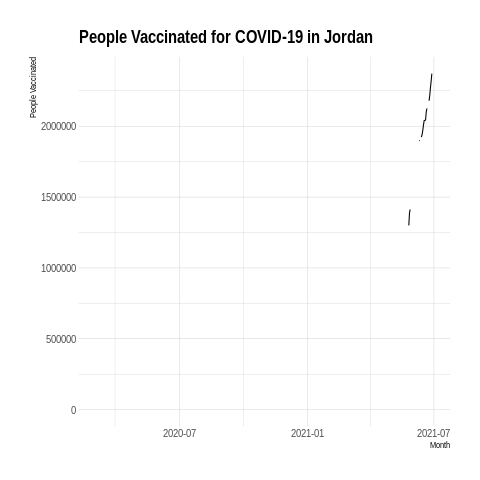 People Vaccinated for COVID-19 in Jordan
People Vaccinated
2000000
1500000
1000000
500000
0
2020-07
2021-01
2021-07
Month